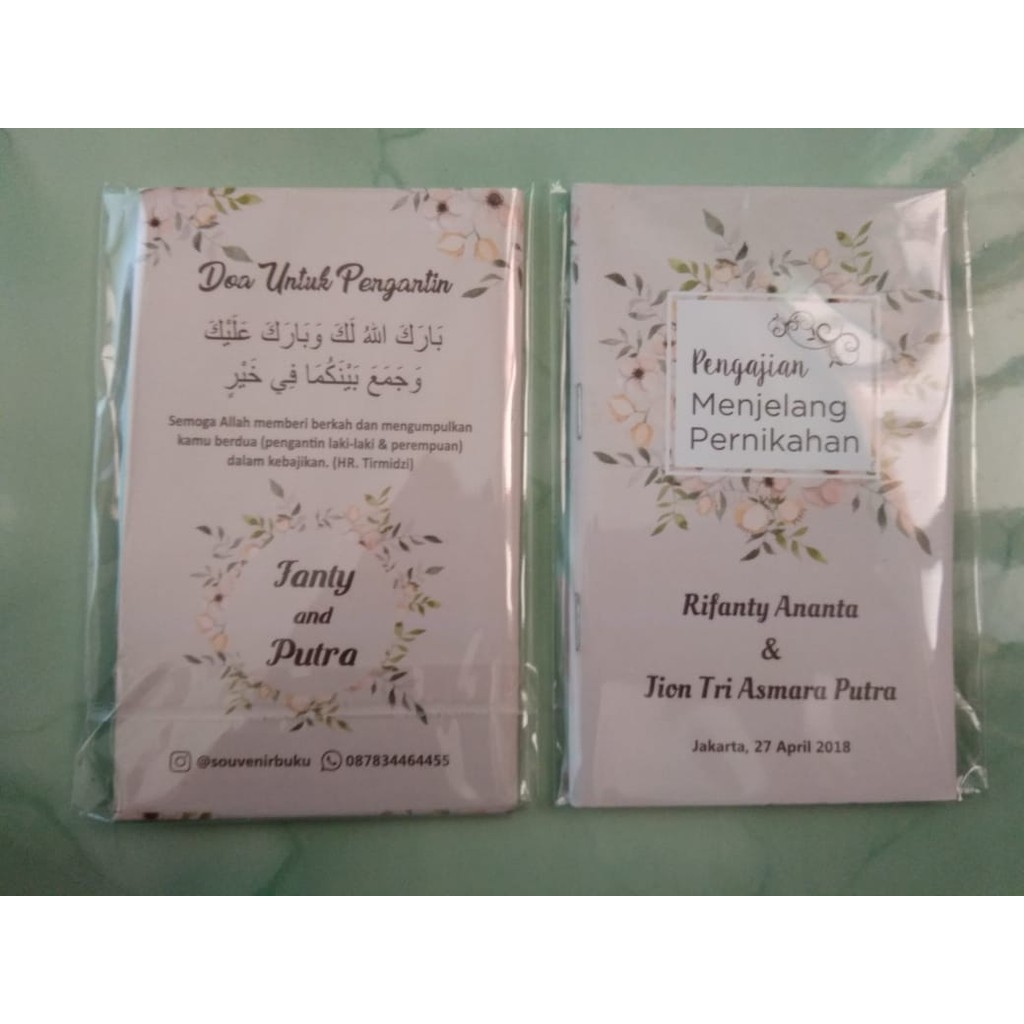 Doa Untuk Pengantin
بَارَكَ اللهُ لَكَ وَبَارَكَ عَلَيْكَ
وَجَمَعَ بَيْنَكُمَا فِي خَيْرٍ
Semoga Allah memberi berkah dan mengumpulkan
kamu berdua (pengantin laki-laki & perempuan)
dalam kebajikan. (HR. Tirmidzi)
Fanty
and
Putra
@souvenirbuku 087834464455
Pengajian
Menjelang
Pernikahan
Rifanty Ananta
&
Jion Tri Asmara Putra
Jakarta, 27 April 2018